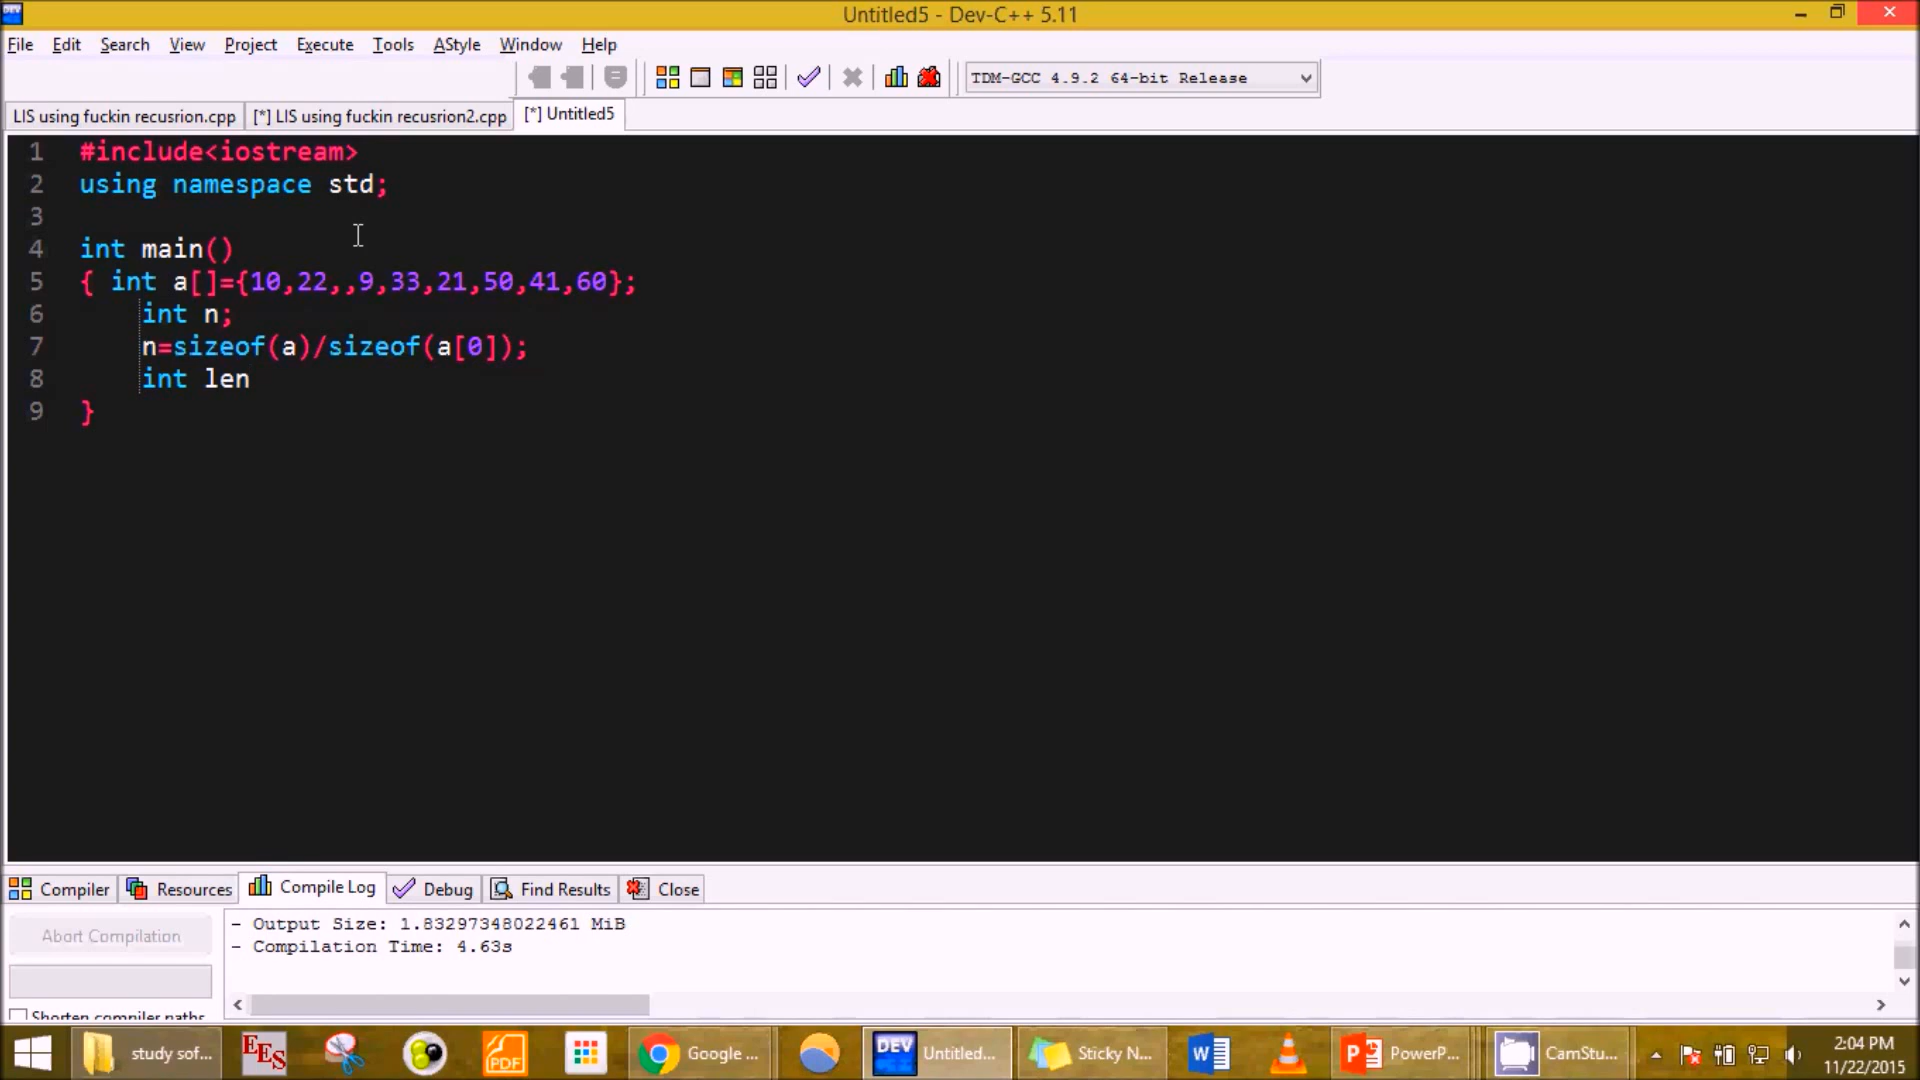 Untitled5 - Dev-C++ 5.11
File Edit Search View Project Execute Tools AStyle Window Help
TDM-GCC 4.9.2 64-bit Release
LIS using fuckin recusrion.cpp [*] LIS using fuckin recusrion2.cpp [*] Untitled5
1 #include<iostream>
2 using namespace std;
3
4 int main()
5 { int a[]={10,22,,9,33,21,50,41,60};
6 int n;
7 n=sizeof(a)/sizeof(a[0]);
8 int len
9 }
Compiler Resources Compile Log Debug Find Results Close
Abort Compilation
- Output Size: 1.83297348022461 MiB
- Compilation Time: 4.63s
Shorten compiler paths
study sof... EES PDF Google ... DEV Untitled... Sticky N... PowerP... CamStu...
2:04 PM
11/22/2015